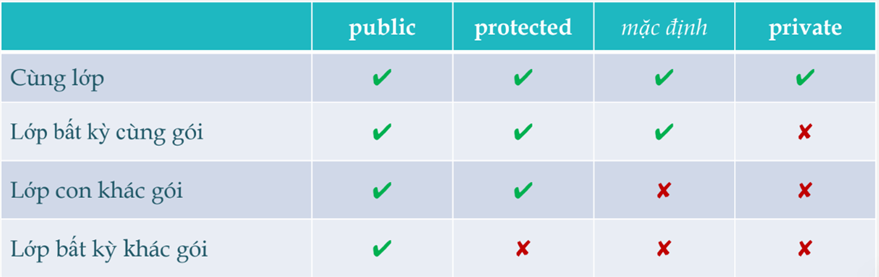 public protected mặc định private
Cùng lớp ✔ ✔ ✔ ✔
Lớp bất kỳ cùng gói ✔ ✔ ✔ ✘
Lớp con khác gói ✔ ✔ ✘ ✘
Lớp bất kỳ khác gói ✔ ✘ ✘ ✘